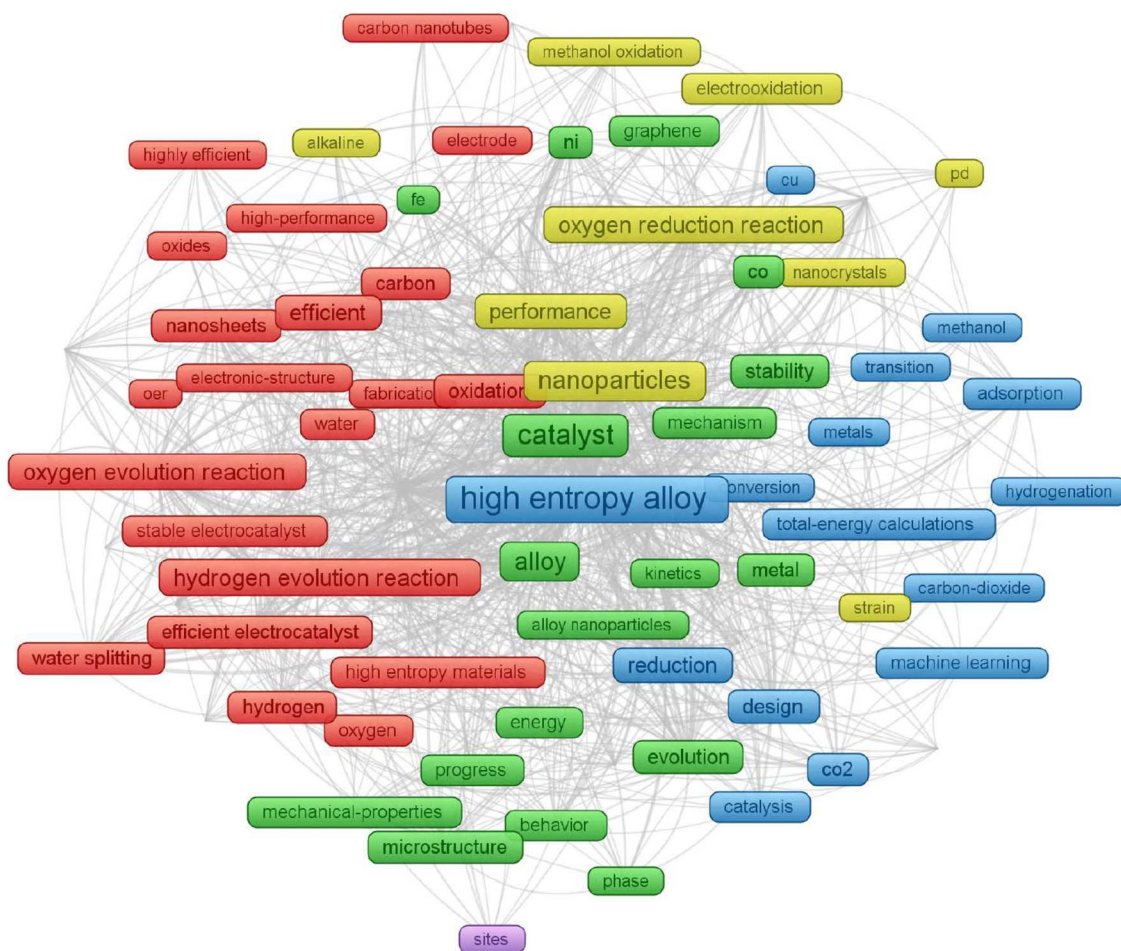 carbon nanotubes
methanol oxidation
electrooxidation
alkaline
electrode
ni
graphene
highly efficient
cu
pd
fe
high-performance
oxygen reduction reaction
oxides
co
nanocrystals
carbon
efficient
performance
nanosheets
methanol
stability
transition
electronic-structure
oer
fabrication
oxidation
nanoparticles
adsorption
water
catalyst
mechanism
metals
oxygen evolution reaction
high entropy alloy
conversion
hydrogenation
stable electrocatalyst
total-energy calculations
alloy
hydrogen evolution reaction
kinetics
metal
carbon-dioxide
strain
efficient electrocatalyst
alloy nanoparticles
water splitting
high entropy materials
reduction
machine learning
hydrogen
design
energy
oxygen
evolution
progress
co2
mechanical-properties
catalysis
behavior
microstructure
phase
sites